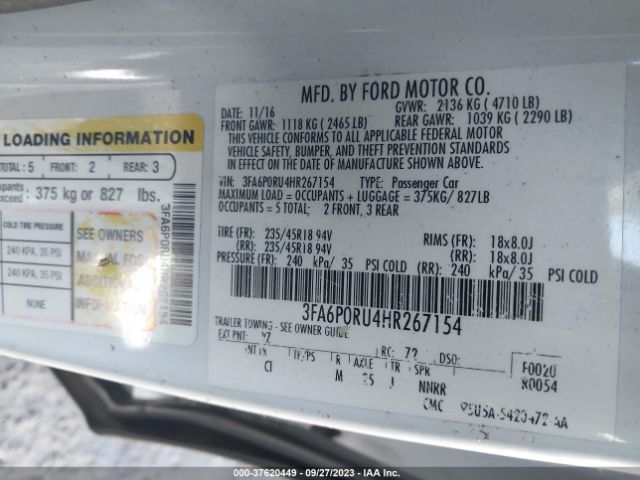 MFD. BY FORD MOTOR CO.
DATE: 11/16 GVWR: 2136 KG ( 4710 LB)
FRONT GAWR: 1118 KG ( 2465 LB) REAR GAWR: 1039 KG ( 2290 LB)
THIS VEHICLE CONFORMS TO ALL APPLICABLE FEDERAL MOTOR
VEHICLE SAFETY, BUMPER, AND THEFT PREVENTION STANDARDS
IN EFFECT ON THE DATE OF MANUFACTURE SHOWN ABOVE.
VIN: 3FA6P0RU4HR267154 TYPE: Passenger Car
MAXIMUM LOAD = OCCUPANTS + LUGGAGE = 375KG/ 827LB
OCCUPANTS = 5 TOTAL; 2 FRONT, 3 REAR
TIRE (FR): 235/45R18 94V RIMS (FR): 18x8.0J
(RR): 235/45R18 94V (RR): 18x8.0J
PRESSURE (FR): 240 kPa/ 35 PSI COLD (RR): 240 kPa/35 PSI COLD
3FA6P0RU4HR267154
TRAILER TOWING - SEE OWNER GUIDE
EXT PNT: YZ RC: 72 DSO:
TR SPR
M J NNRR
LOADING INFORMATION
TOTAL: 5 FRONT: 2 REAR: 3
375 kg or 827 lbs.
COLD TIRE PRESSURE
240 KPA, 35 PSI
240 KPA, 35 PSI
NONE
SEE OWNERS
MANUAL FOR
ADDITIONAL
INFORMATION
000-37620449 - 09/27/2023 - IAA Inc.